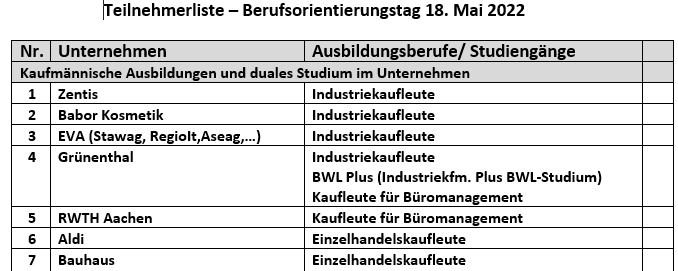 Teilnehmerliste – Berufsorientierungstag 18. Mai 2022
Nr. Unternehmen Ausbildungsberufe/ Studiengänge
Kaufmännische Ausbildungen und duales Studium im Unternehmen
1 Zentis Industriekaufleute
2 Babor Kosmetik Industriekaufleute
3 EVA (Stawag, RegioIt,Aseag,…) Industriekaufleute
4 Grünenthal Industriekaufleute
BWL Plus (Industriekfm. Plus BWL-Studium)
Kaufleute für Büromanagement
5 RWTH Aachen Kaufleute für Büromanagement
6 Aldi Einzelhandelskaufleute
7 Bauhaus Einzelhandelskaufleute